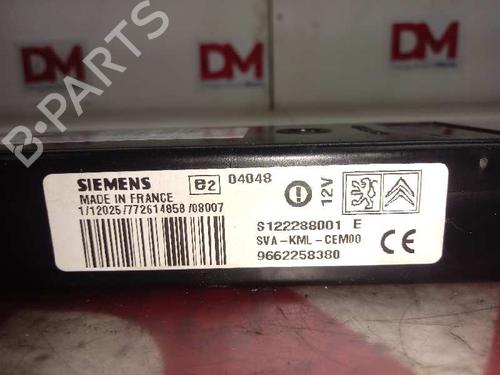 DM
DM
B-PARTS
SIEMENS
e2
04048
12V
MADE IN FRANCE
1/12025/772614858/08007
S122288001 E
SVA-KML-CEM00
CE
9662258380